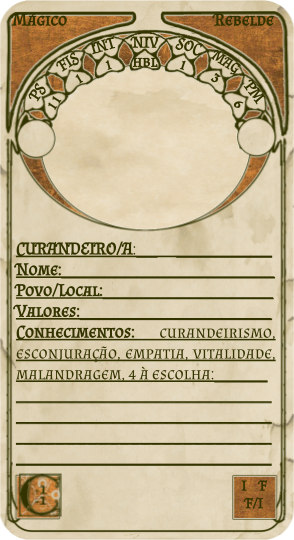 Mágico Rebelde
PS FIS INT NIV SOC MAG PM
11 1 1 HBL 1 3 6
CURANDEIRO/A:
Nome:
Povo/Local:
Valores:
Conhecimentos: CURANDEIRISMO,
ESCONJURAÇÃO, EMPATIA, VITALIDADE,
MALANDRAGEM, 4 À ESCOLHA:
I F
F/I